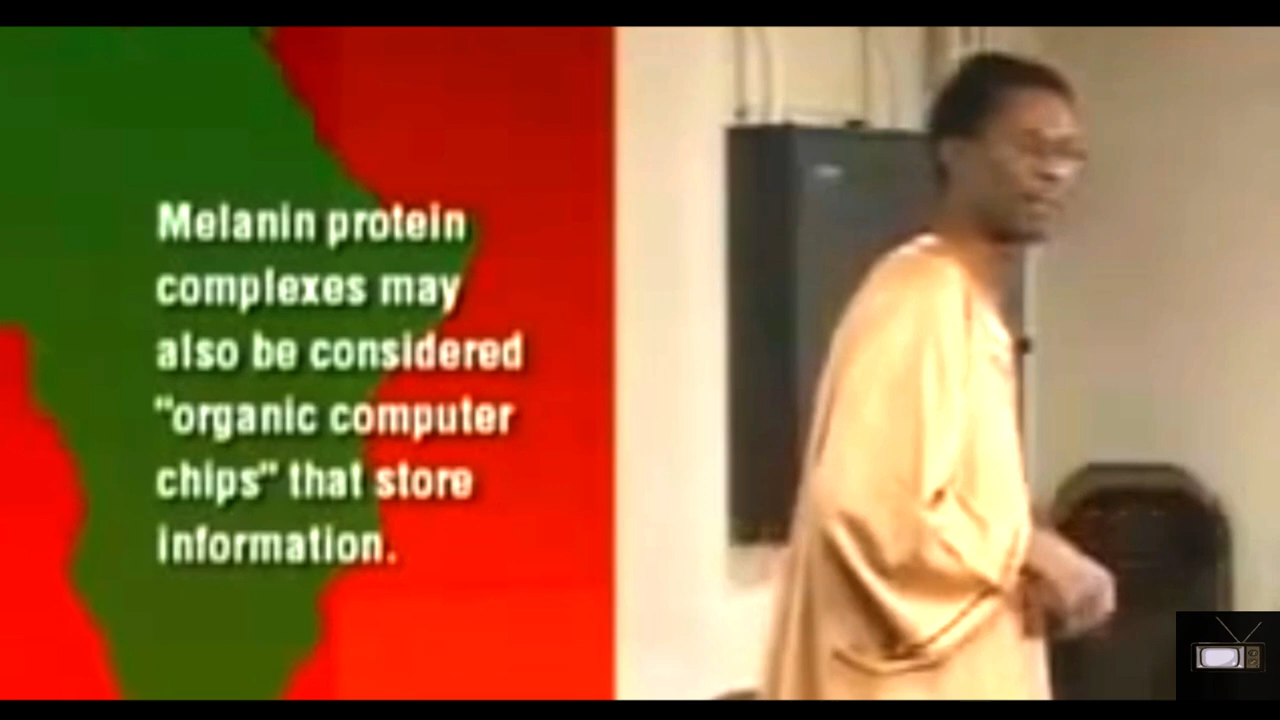 Melanin protein
complexes may
also be considered
"organic computer
chips" that store
information.